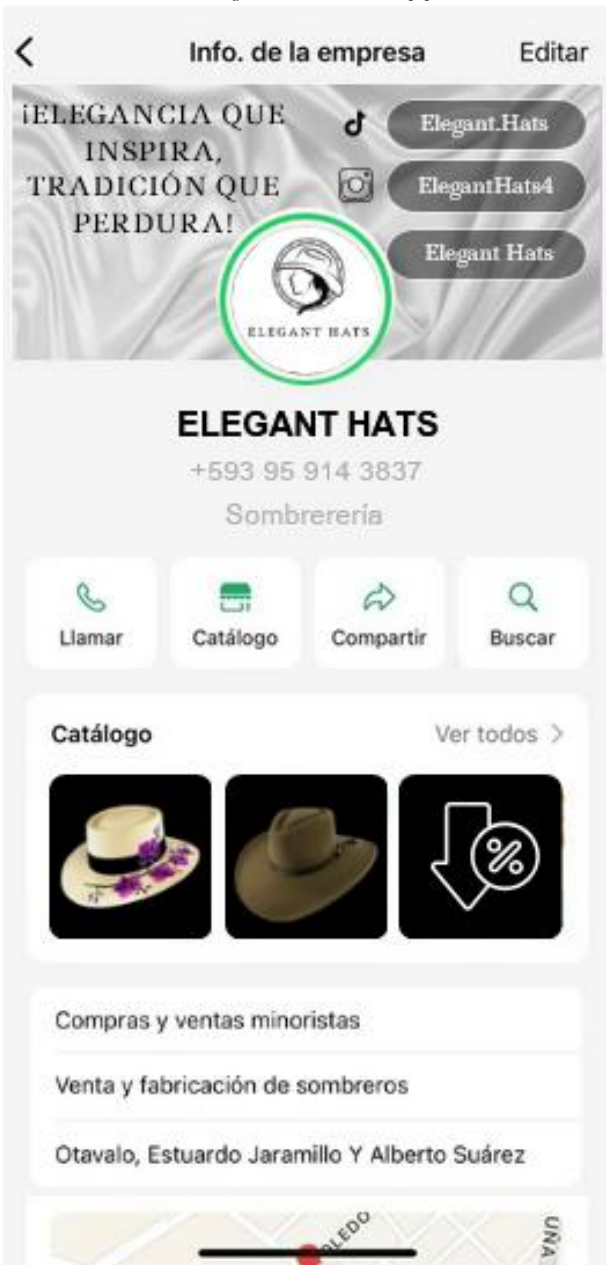 Info. de la empresa
Editar
¡ELEGANCIA QUE
INSPIRA,
TRADICIÓN QUE
PERDURA!
Elegant.Hats
ElegantHats4
Elegant Hats
ELEGANT HATS
ELEGANT HATS
+593 95 914 3837
Sombrerería
Llamar
Catálogo
Compartir
Buscar
Catálogo
Ver todos
%
Compras y ventas minoristas
Venta y fabricación de sombreros
Otavalo, Estuardo Jaramillo Y Alberto Suárez